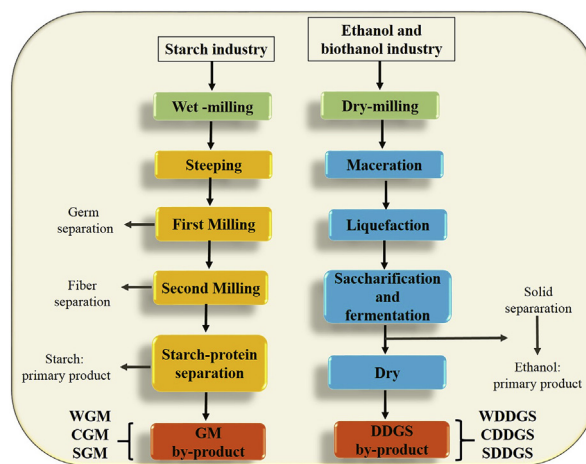 Starch industry
Ethanol and
biothanol industry
Wet -milling
Dry-milling
Steeping
Maceration
Germ
separation
First Milling
Liquefaction
Fiber
separation
Second Milling
Saccharification
and
fermentation
Solid
separaration
Starch:
primary product
Starch-protein
separation
Dry
Ethanol:
primary product
WGM
CGM
SGM
GM
by-product
DDGS
by-product
WDDGS
CDDGS
SDDGS